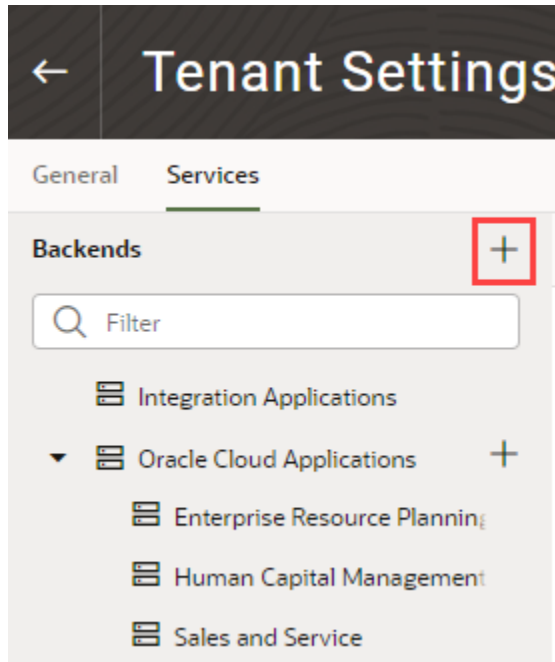 Tenant Settings
General Services
Backends
Filter
Integration Applications
Oracle Cloud Applications
Enterprise Resource Planning
Human Capital Management
Sales and Service